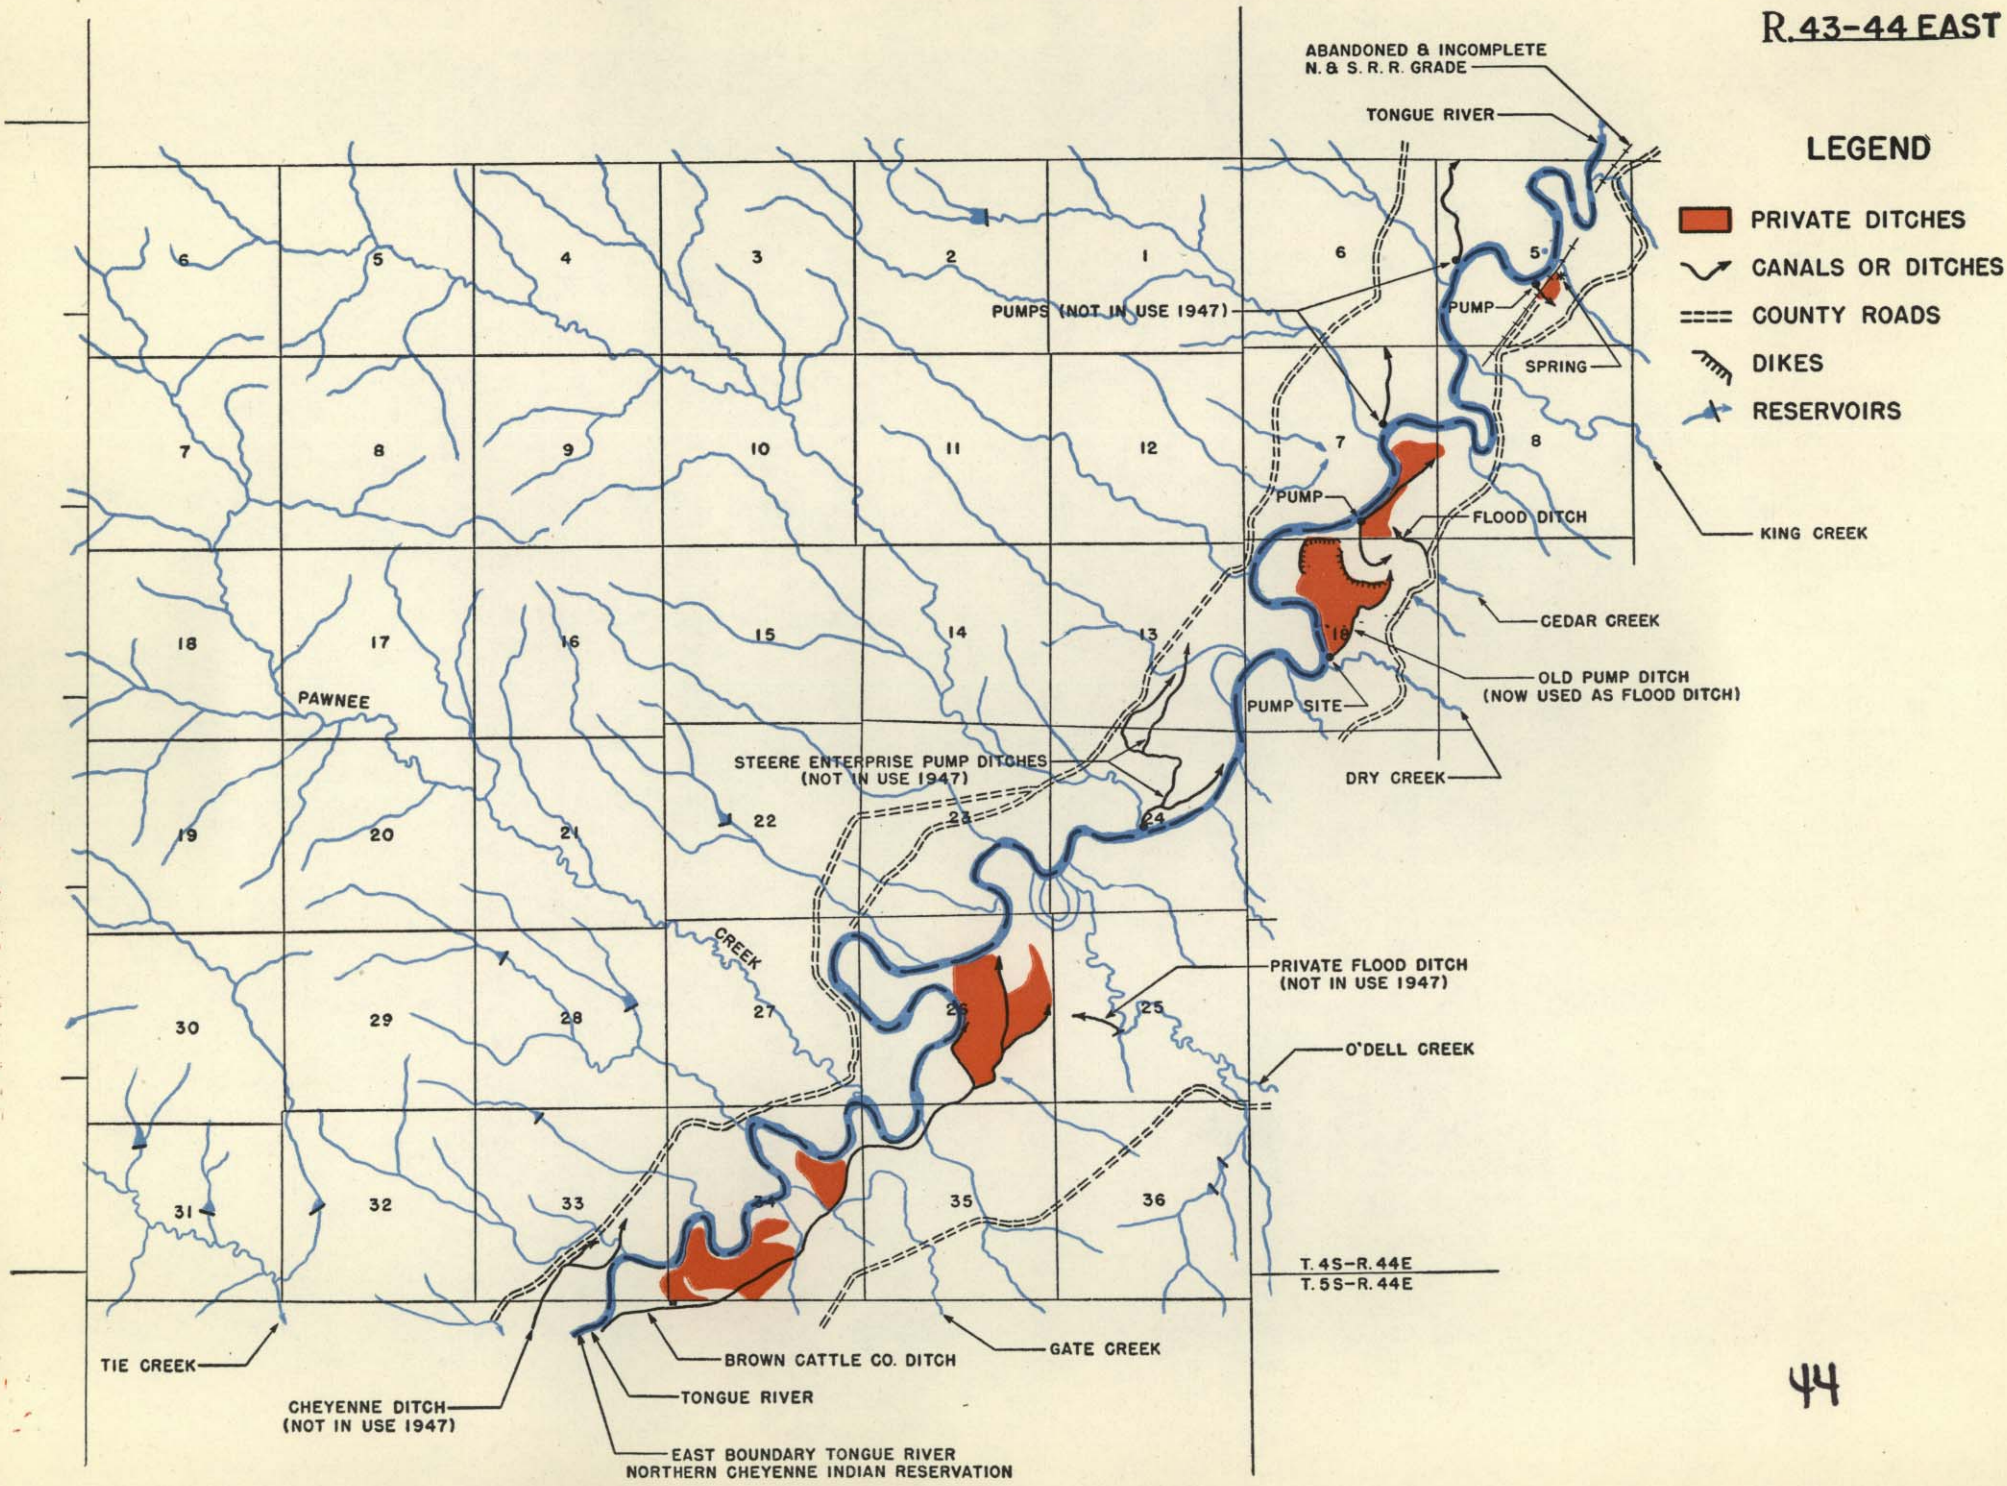 R.43-44 EAST
ABANDONED & INCOMPLETE
N. & S. R. R. GRADE
TONGUE RIVER
LEGEND
PRIVATE DITCHES
CANALS OR DITCHES
COUNTY ROADS
DIKES
RESERVOIRS
6
5
4
3
2
1
6
5
PUMPS (NOT IN USE 1947)
PUMP
SPRING
7
8
9
10
11
12
7
8
PUMP
FLOOD DITCH
KING CREEK
CEDAR CREEK
18
17
16
15
14
13
18
OLD PUMP DITCH
(NOW USED AS FLOOD DITCH)
PAWNEE
PUMP SITE
STEERE ENTERPRISE PUMP DITCHES
(NOT IN USE 1947)
DRY CREEK
19
20
21
22
23
24
CREEK
PRIVATE FLOOD DITCH
(NOT IN USE 1947)
30
29
28
27
26
25
O'DELL CREEK
31
32
33
34
35
36
T. 4S-R. 44E
T. 5S-R. 44E
TIE CREEK
BROWN CATTLE CO. DITCH
GATE CREEK
CHEYENNE DITCH
(NOT IN USE 1947)
TONGUE RIVER
EAST BOUNDARY TONGUE RIVER
NORTHERN CHEYENNE INDIAN RESERVATION
44